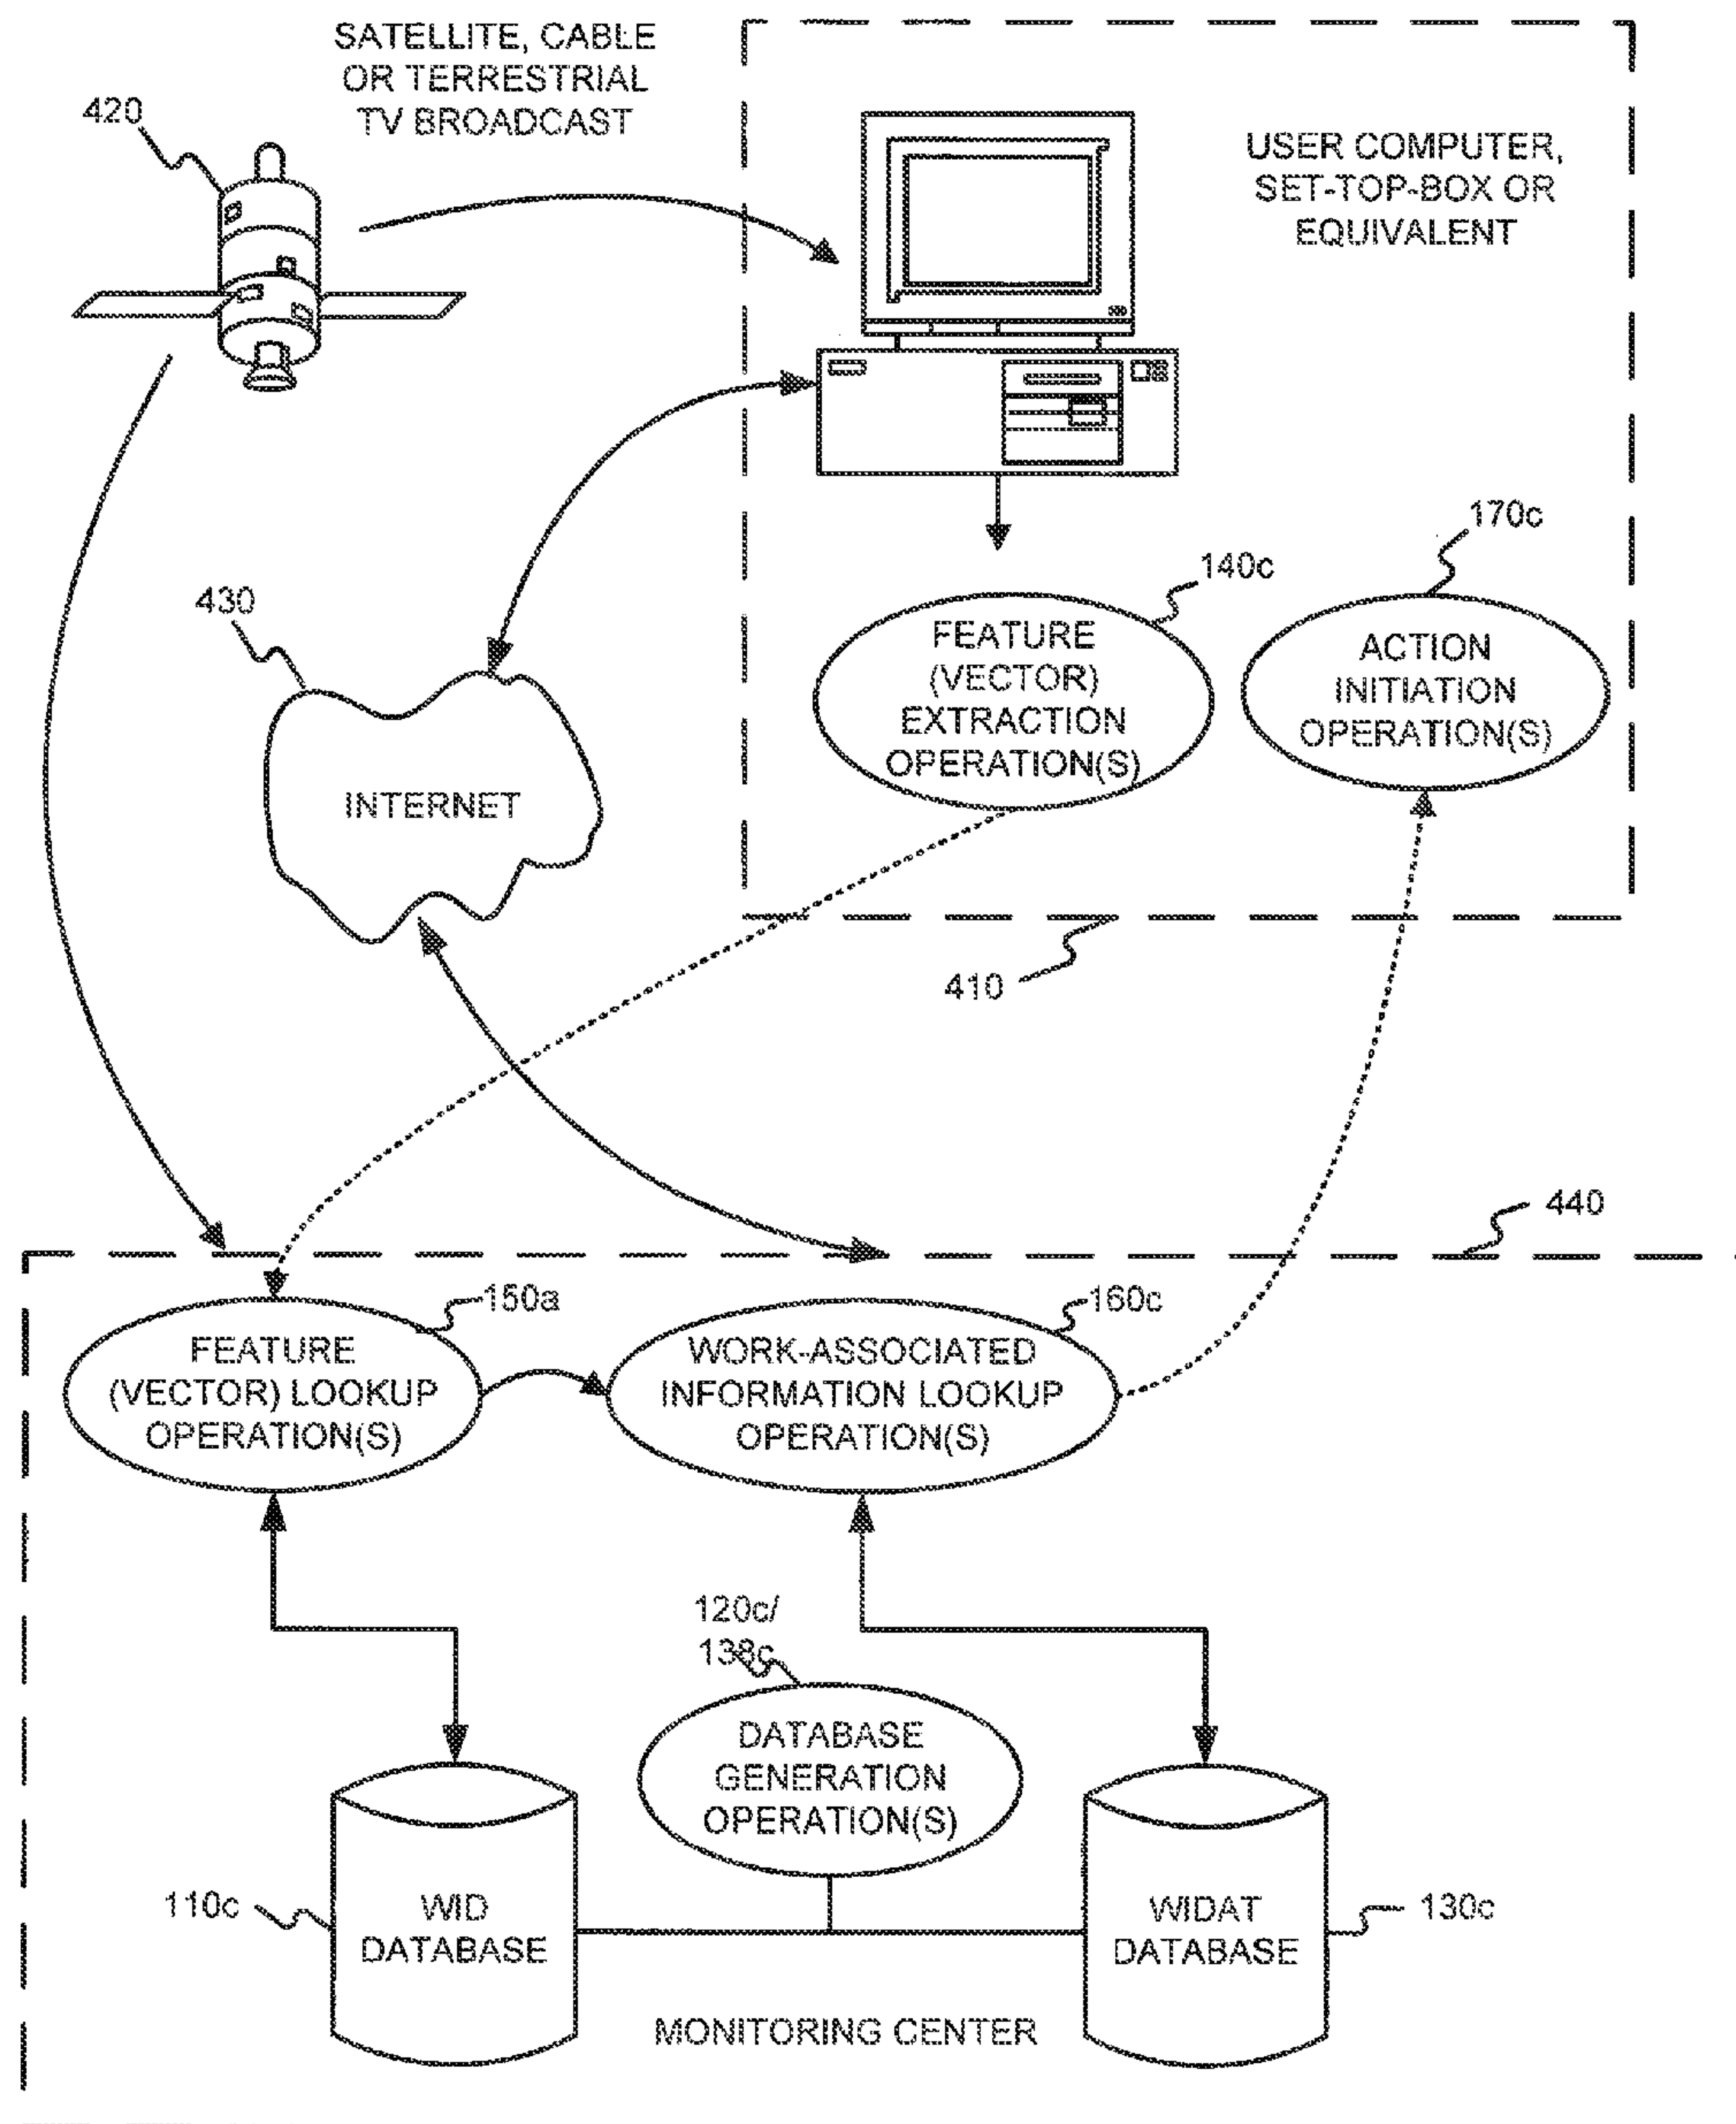 SATELLITE, CABLE
OR TERRESTRIAL
TV BROADCAST
420
USER COMPUTER,
SET-TOP-BOX OR
EQUIVALENT
170c
140c
430
FEATURE
(VECTOR)
EXTRACTION
OPERATION(S)
ACTION
INITIATION
OPERATION(S)
INTERNET
410
440
150a
160c
FEATURE
(VECTOR) LOOKUP
OPERATION(S)
WORK-ASSOCIATED
INFORMATION LOOKUP
OPERATION(S)
120c/
138c
DATABASE
GENERATION
OPERATION(S)
110c
WID
DATABASE
WIDAT
DATABASE
130c
MONITORING CENTER